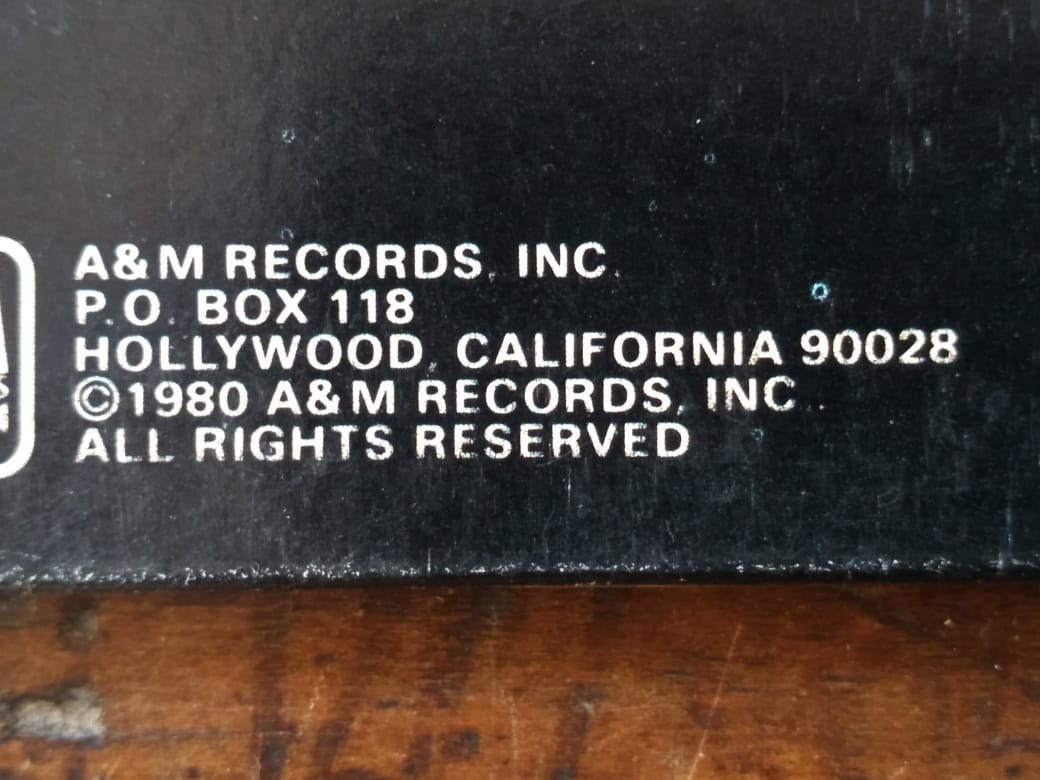 A&M RECORDS, INC.
P.O. BOX 118
HOLLYWOOD, CALIFORNIA 90028
©1980 A&M RECORDS, INC.
ALL RIGHTS RESERVED